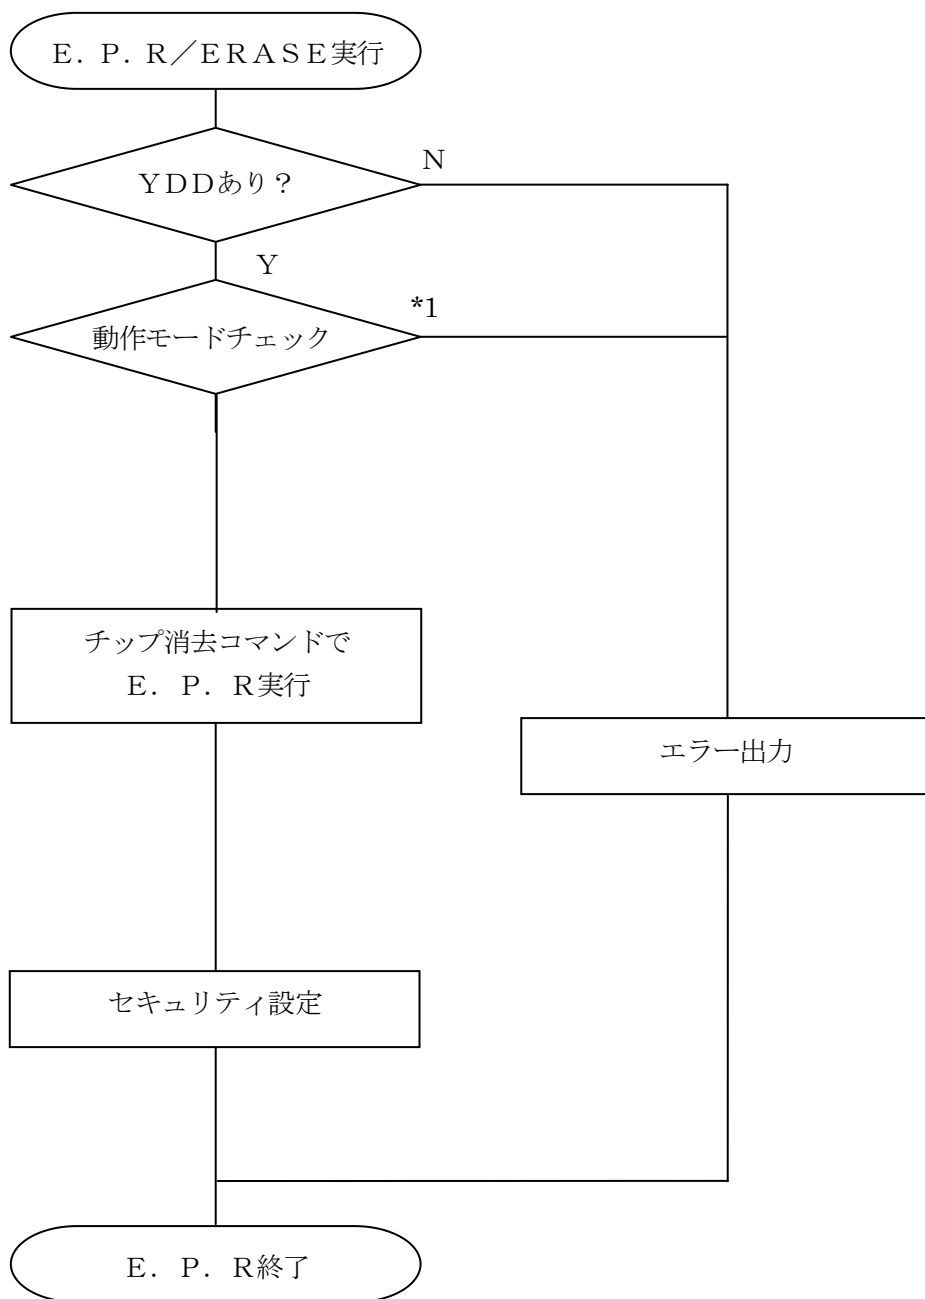 Ｅ．Ｐ．Ｒ／ＥＲＡＳＥ実行
ＹＤＤあり？
Ｎ
Ｙ
動作モードチェック
*1
チップ消去コマンドで
Ｅ．Ｐ．Ｒ実行
エラー出力
セキュリティ設定
Ｅ．Ｐ．Ｒ終了